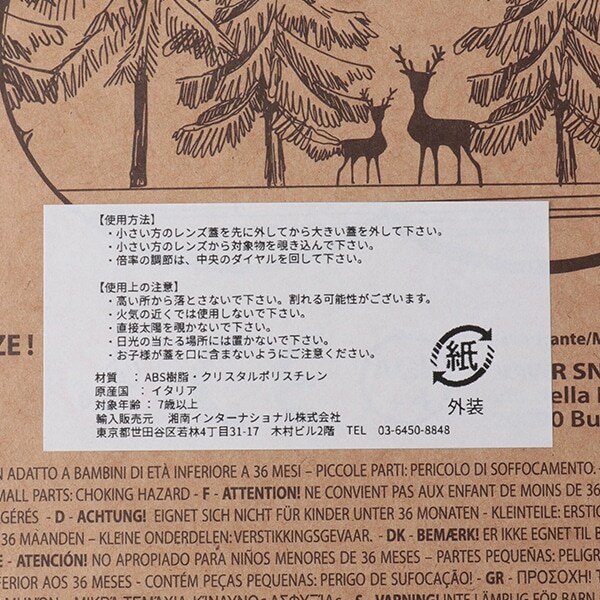 【使用方法】
・小さい方のレンズ蓋を先に外してから大きい蓋を外して下さい。
・小さい方のレンズから対象物を覗き込んで下さい。
・倍率の調節は、中央のダイヤルを回して下さい。
【使用上の注意】
・高い所から落とさないで下さい。割れる可能性がございます。
・火気の近くでは使用しないで下さい。
・直接太陽を覗かないで下さい。
・日光の当たる場所には置かないで下さい。
・お子様が蓋を口に含まないようにご注意ください。
材質 ：ABS樹脂・クリスタルポリスチレン
原産国 ：イタリア
対象年齢：7歳以上
輸入販売元 湘南インターナショナル株式会社
東京都世田谷区若林4丁目31-17 木村ビル2階 TEL 03-6450-8848
紙
外装
ZE !
ante/M
R SN
ella
0 Bu
N ADATTO A BAMBINI DI ETÀ INFERIORE A 36 MESI – PICCOLE PARTI: PERICOLO DI SOFFOCAMENTO.
MALL PARTS: CHOKING HAZARD - F - ATTENTION! NE CONVIENT PAS AUX ENFANT DE MOINS DE 36
GÉRÉS - D - ACHTUNG! EIGNET SICH NICHT FÜR KINDER UNTER 36 MONATEN – KLEINTEILE: ERSTIC
36 MAANDEN – KLEINE ONDERDELEN: VERSTIKKINGSGEVAAR. - DK - BEMÆRK! ER IKKE EGNET TIL B
E - ATENCIÓN! NO APROPIADO PARA NIÑOS MENORES DE 36 MESES – PARTES PEQUEÑAS: PELIGR
FERIOR AOS 36 MESES – CONTÉM PEÇAS PEQUENAS: PERIGO DE SUFOCAÇÃO! - GR - ΠΡΟΣΟΧΗ!
S - VARNING! INTE LÄMPLIG FÖR BARN